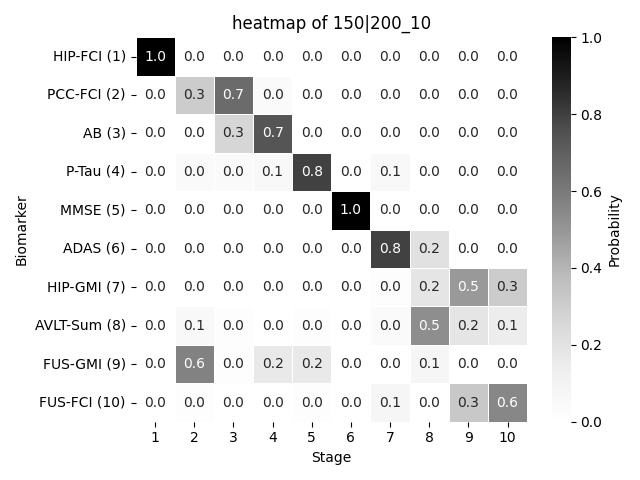 heatmap of 150|200_10
HIP-FCI (1) 1.0 0.0 0.0 0.0 0.0 0.0 0.0 0.0 0.0 0.0
PCC-FCI (2) 0.0 0.3 0.7 0.0 0.0 0.0 0.0 0.0 0.0 0.0
AB (3) 0.0 0.0 0.3 0.7 0.0 0.0 0.0 0.0 0.0 0.0
P-Tau (4) 0.0 0.0 0.0 0.1 0.8 0.0 0.1 0.0 0.0 0.0
MMSE (5) 0.0 0.0 0.0 0.0 0.0 1.0 0.0 0.0 0.0 0.0
ADAS (6) 0.0 0.0 0.0 0.0 0.0 0.0 0.8 0.2 0.0 0.0
HIP-GMI (7) 0.0 0.0 0.0 0.0 0.0 0.0 0.0 0.2 0.5 0.3
AVLT-Sum (8) 0.0 0.1 0.0 0.0 0.0 0.0 0.0 0.5 0.2 0.1
FUS-GMI (9) 0.0 0.6 0.0 0.2 0.2 0.0 0.0 0.1 0.0 0.0
FUS-FCI (10) 0.0 0.0 0.0 0.0 0.0 0.0 0.1 0.0 0.3 0.6
1 2 3 4 5 6 7 8 9 10
Stage
Biomarker
1.0
0.8
0.6
0.4
0.2
0.0
Probability